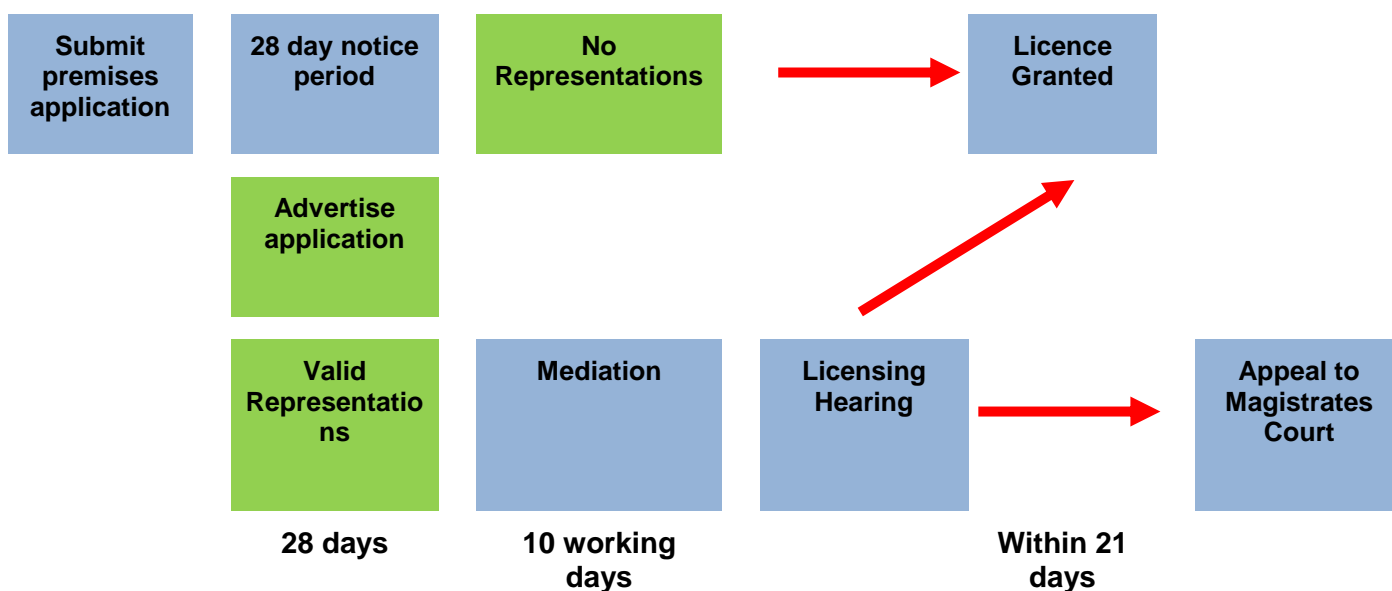 Submit
premises
application
28 day notice
period
No
Representations
Licence
Granted
Advertise
application
Valid
Representatio
ns
Mediation
Licensing
Hearing
Appeal to
Magistrates
Court
28 days
10 working
days
Within 21
days